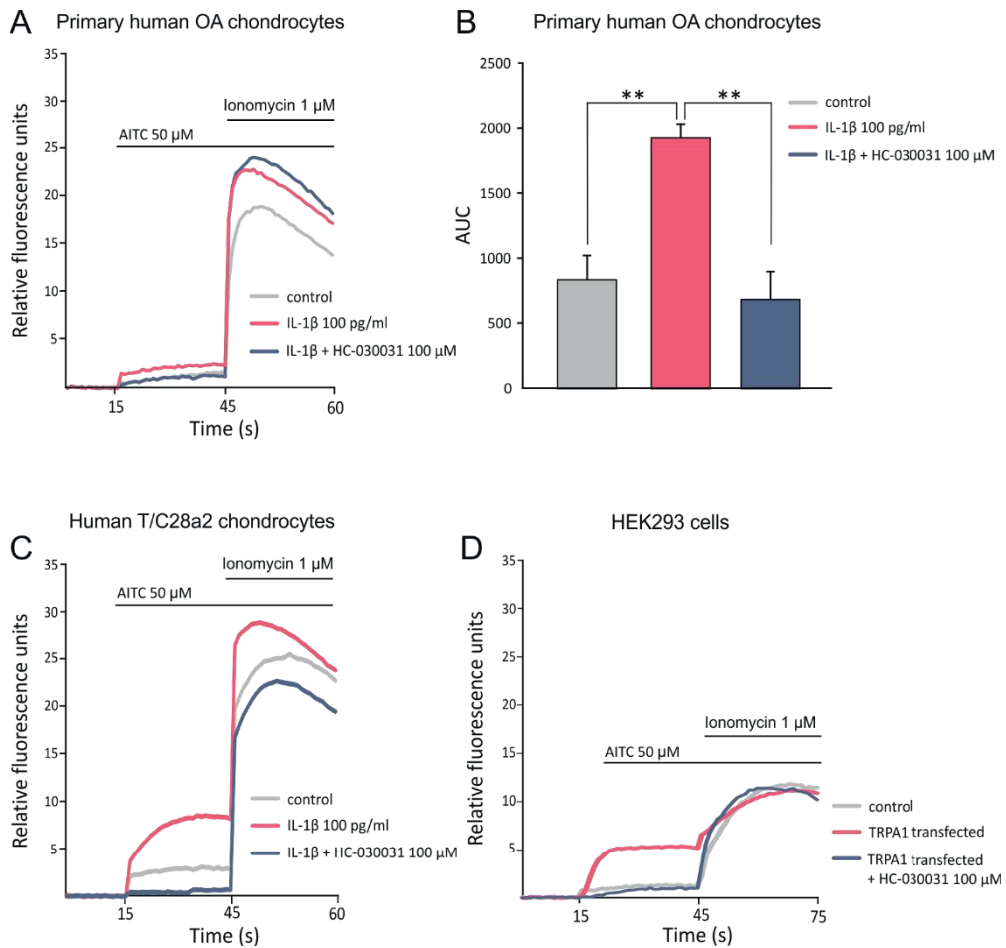 A
Primary human OA chondrocytes
Relative fluorescence units
35
30
25
20
15
10
5
Ionomycin 1 µM
AITC 50 µM
control
IL-1β 100 pg/ml
IL-1β + HC-030031 100 µM
15
45
60
Time (s)
B
Primary human OA chondrocytes
AUC
2500
2000
1500
1000
500
0
**
**
control
IL-1β 100 pg/ml
IL-1β + HC-030031 100 µM
C
Human T/C28a2 chondrocytes
Relative fluorescence units
35
30
25
20
15
10
5
Ionomycin 1 µM
AITC 50 µM
control
IL-1β 100 pg/ml
IL-1β + HC-030031 100 µM
15
45
60
Time (s)
D
HEK293 cells
Relative fluorescence units
35
30
25
20
15
10
5
Ionomycin 1 µM
AITC 50 µM
control
TRPA1 transfected
TRPA1 transfected
+ HC-030031 100 µM
15
45
75
Time (s)